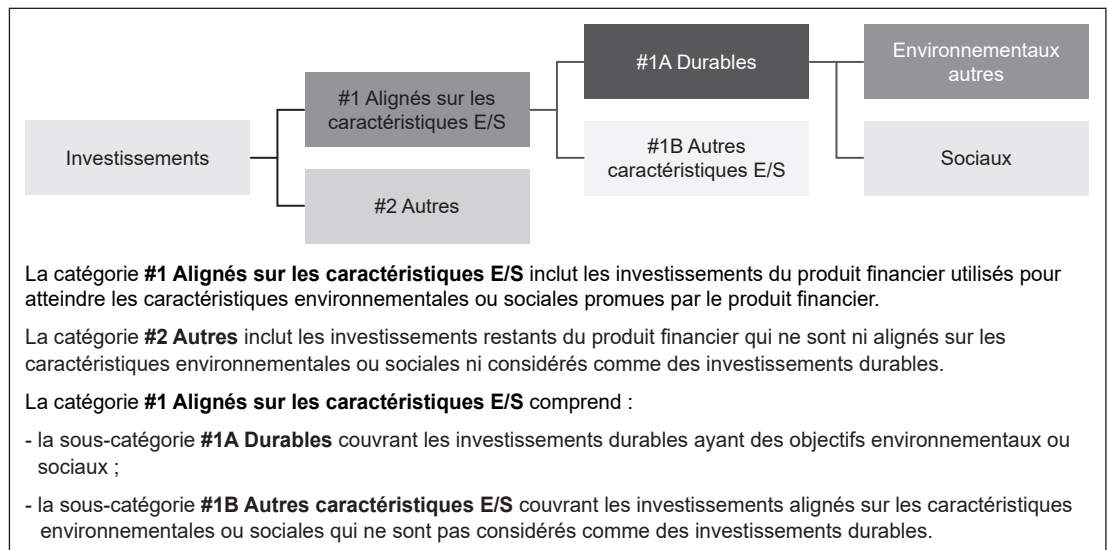 Investissements
#1 Alignés sur les
caractéristiques E/S
#2 Autres
#1A Durables
#1B Autres
caractéristiques E/S
Environnementaux
autres
Sociaux
La catégorie #1 Alignés sur les caractéristiques E/S inclut les investissements du produit financier utilisés pour
atteindre les caractéristiques environnementales ou sociales promues par le produit financier.
La catégorie #2 Autres inclut les investissements restants du produit financier qui ne sont ni alignés sur les
caractéristiques environnementales ou sociales ni considérés comme des investissements durables.
La catégorie #1 Alignés sur les caractéristiques E/S comprend :
- la sous-catégorie #1A Durables couvrant les investissements durables ayant des objectifs environnementaux ou
sociaux ;
- la sous-catégorie #1B Autres caractéristiques E/S couvrant les investissements alignés sur les caractéristiques
environnementales ou sociales qui ne sont pas considérés comme des investissements durables.